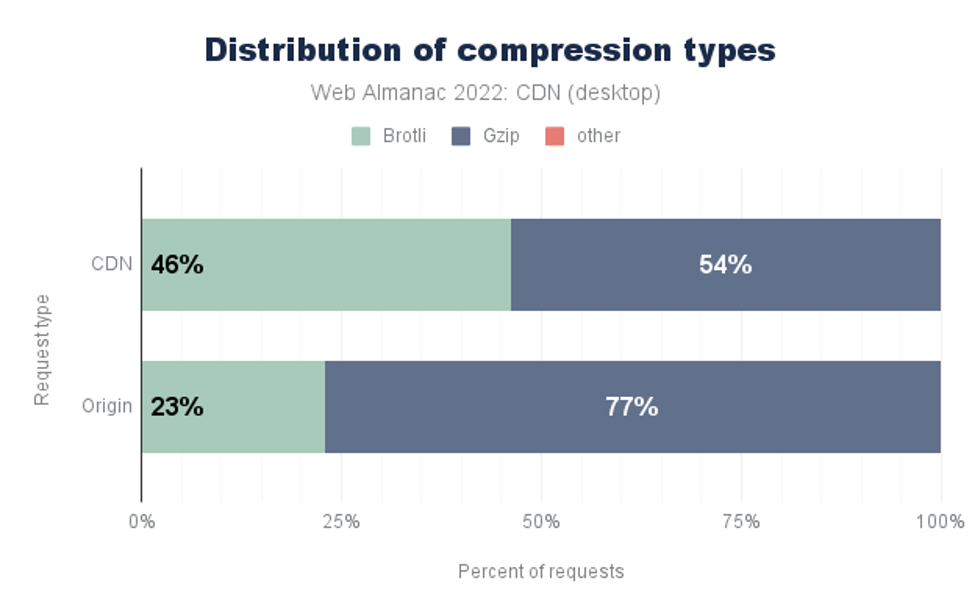 Distribution of compression types
Web Almanac 2022: CDN (desktop)
Brotli Gzip other
CDN 46% 54%
Request type
Origin 23% 77%
0% 25% 50% 75% 100%
Percent of requests